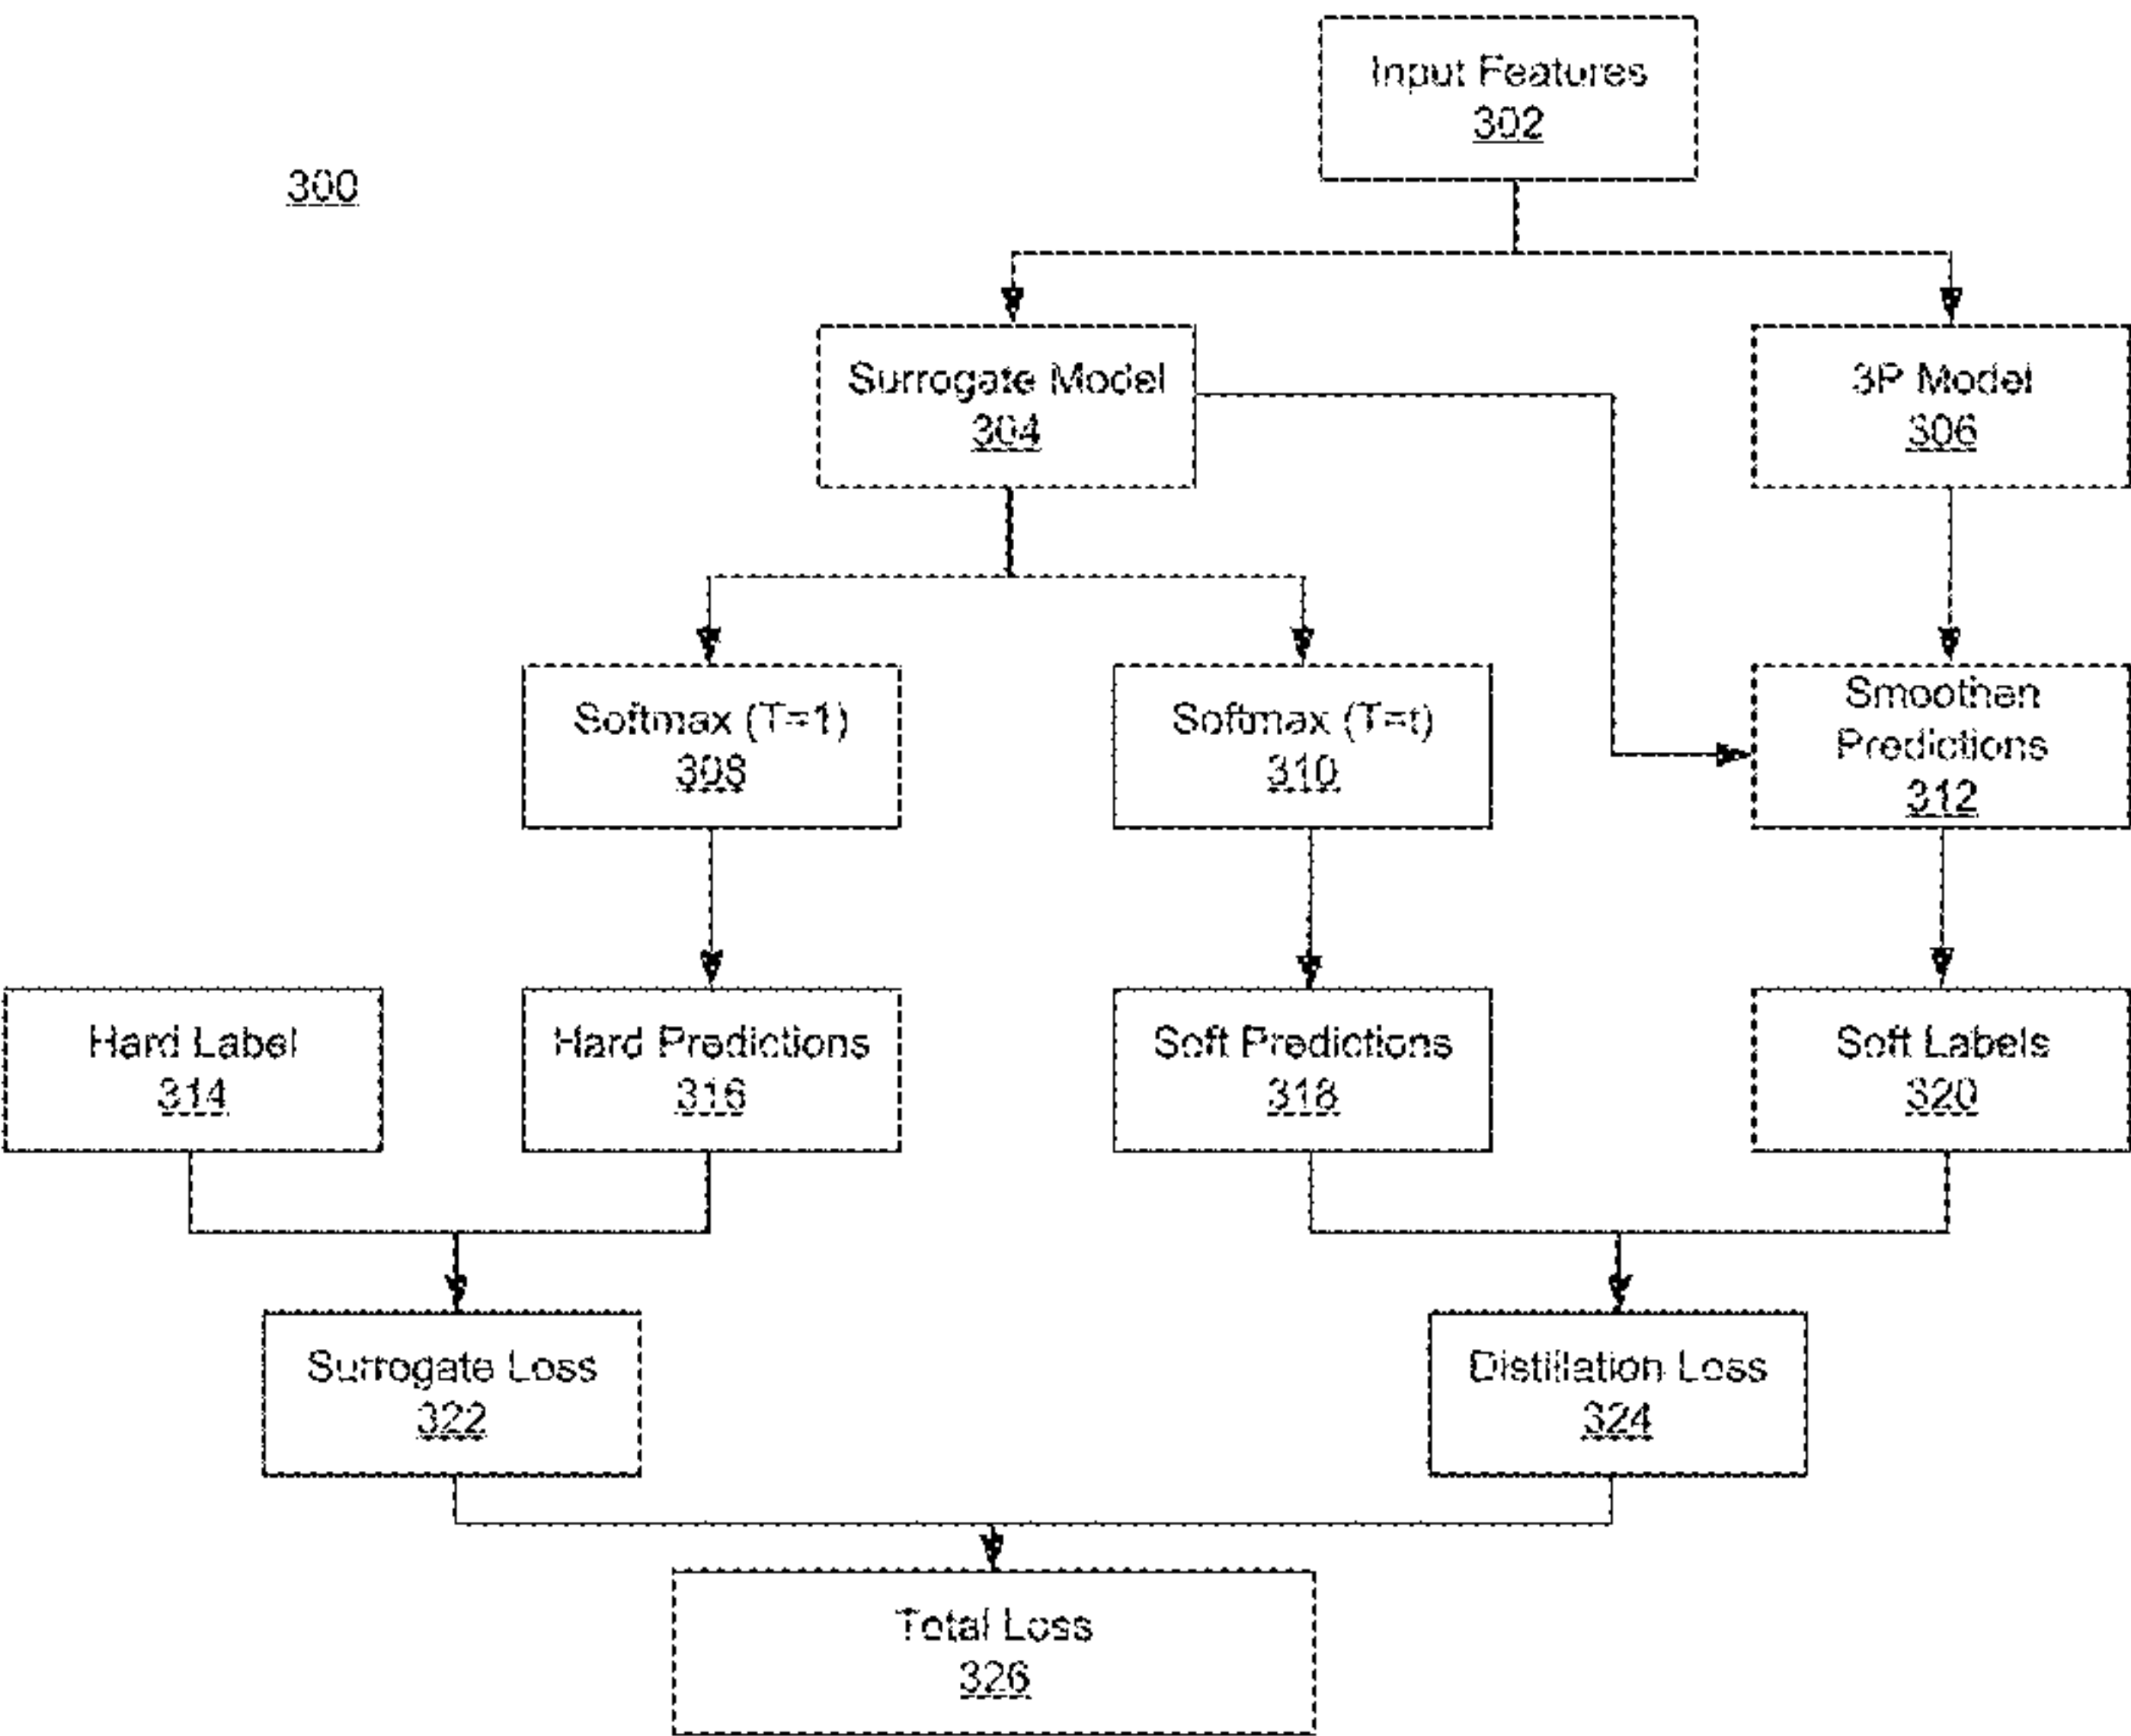 Input Features
302
300
Surrogate Model
304
3P Model
306
Softmax (T=1)
308
Softmax (T=t)
310
Smoothen
Predictions
312
Hard Label
314
Hard Predictions
316
Soft Predictions
318
Soft Labels
320
Surrogate Loss
322
Distillation Loss
324
Total Loss
326